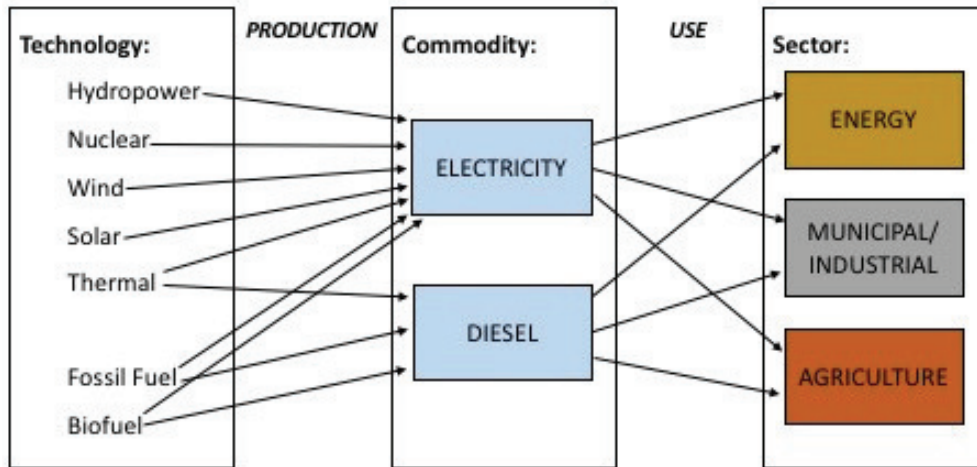 Technology:
PRODUCTION
Commodity:
USE
Sector:
Hydropower
Nuclear
Wind
Solar
Thermal
Fossil Fuel
Biofuel
ELECTRICITY
DIESEL
ENERGY
MUNICIPAL/
INDUSTRIAL
AGRICULTURE